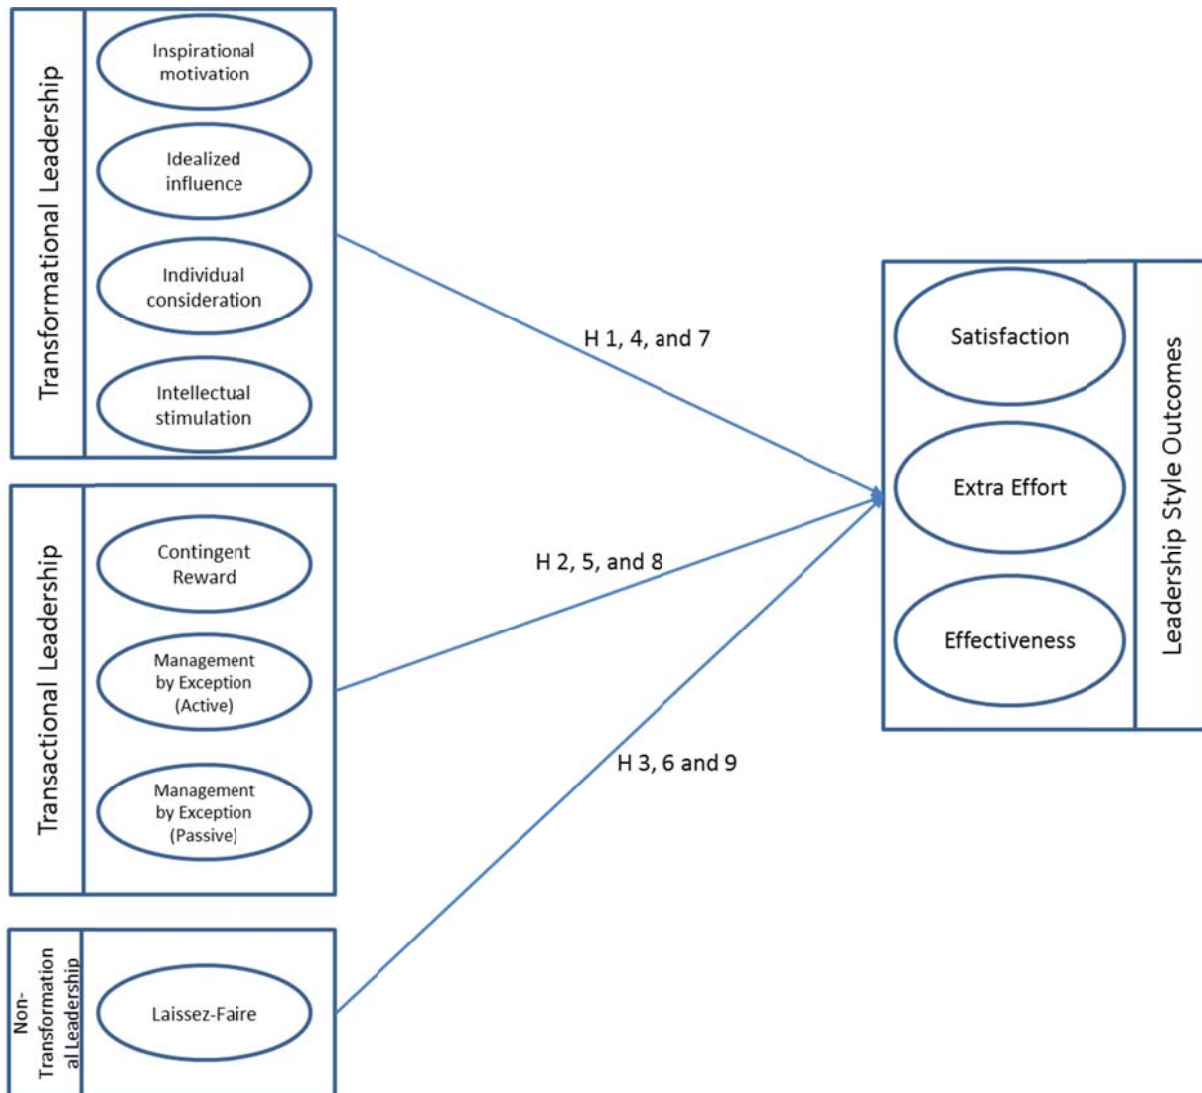 Transformational Leadership
Inspirational
motivation
Idealized
influence
Individual
consideration
Intellectual
stimulation
H 1, 4, and 7
Transactional Leadership
Contingent
Reward
Management
by Exception
(Active)
Management
by Exception
(Passive)
H 2, 5, and 8
Non-
Transformation
al Leadership
Laissez-Faire
H 3, 6 and 9
Satisfaction
Extra Effort
Effectiveness
Leadership Style Outcomes